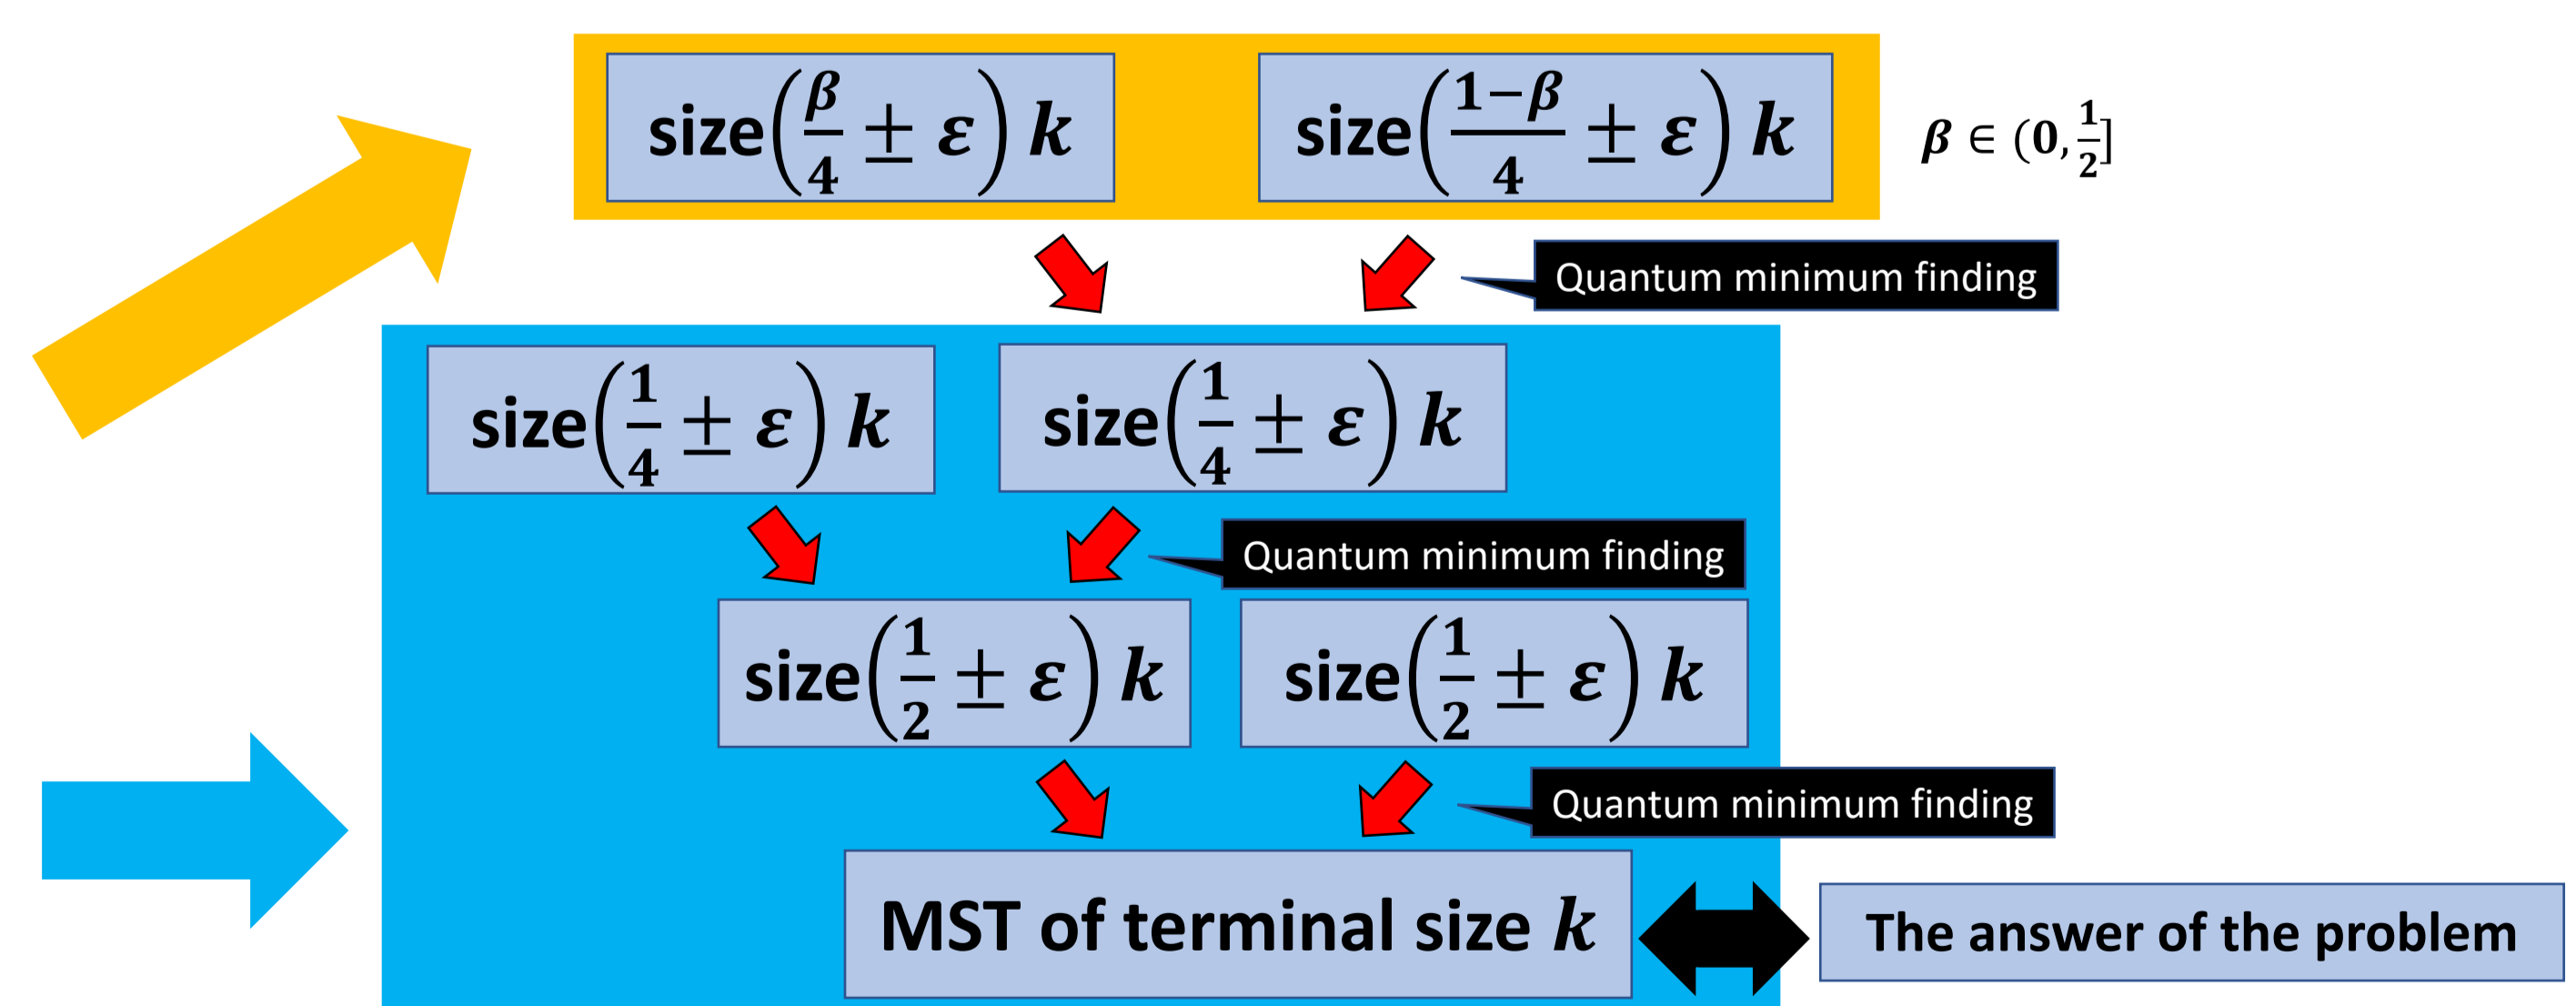 size(β/4 ± ε) k
size((1−β)/4 ± ε) k
β ∈ (0, 1/2]
Quantum minimum finding
size(1/4 ± ε) k
size(1/4 ± ε) k
Quantum minimum finding
size(1/2 ± ε) k
size(1/2 ± ε) k
Quantum minimum finding
MST of terminal size k
The answer of the problem